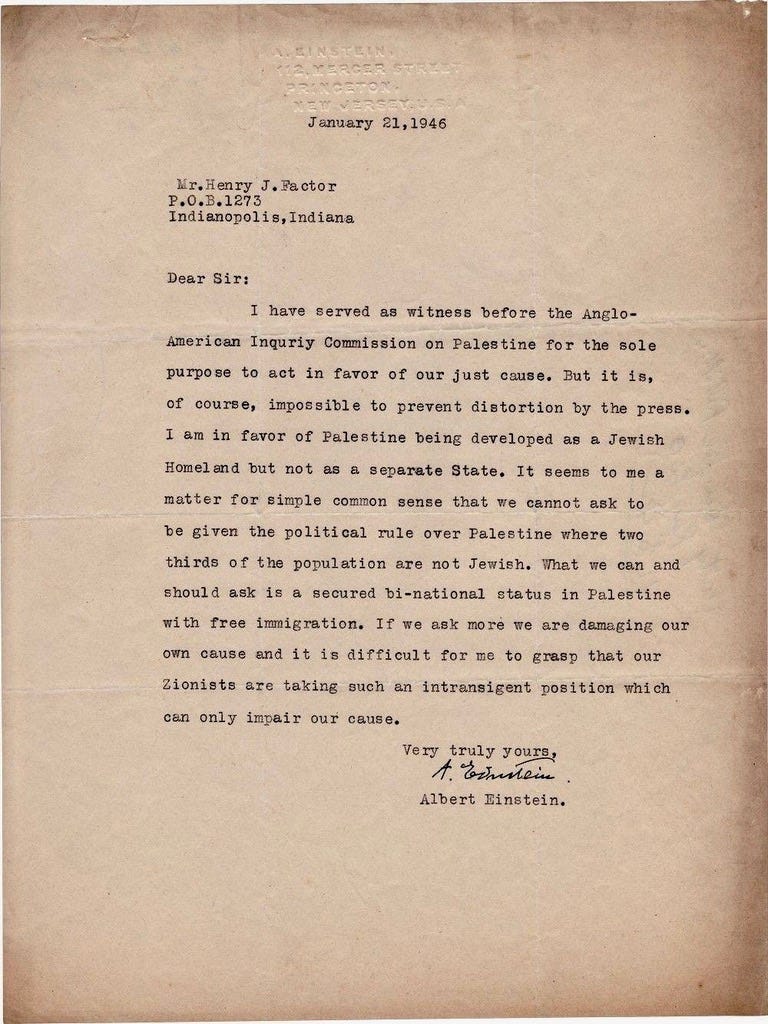 A. EINSTEIN.
112, MERCER STREET
PRINCETON,
NEW JERSEY, U.S.A
January 21,1946
Mr.Henry J.Factor
P.O.B.1273
Indianopolis,Indiana
Dear Sir:
I have served as witness before the Anglo-
American Inquriy Commission on Palestine for the sole
purpose to act in favor of our just cause. But it is,
of course, impossible to prevent distortion by the press.
I am in favor of Palestine being developed as a Jewish
Homeland but not as a separate State. It seems to me a
matter for simple common sense that we cannot ask to
be given the political rule over Palestine where two
thirds of the population are not Jewish. What we can and
should ask is a secured bi-national status in Palestine
with free immigration. If we ask more we are damaging our
own cause and it is difficult for me to grasp that our
Zionists are taking such an intransigent position which
can only impair our cause.
Very truly yours,
A. Einstein.
Albert Einstein.